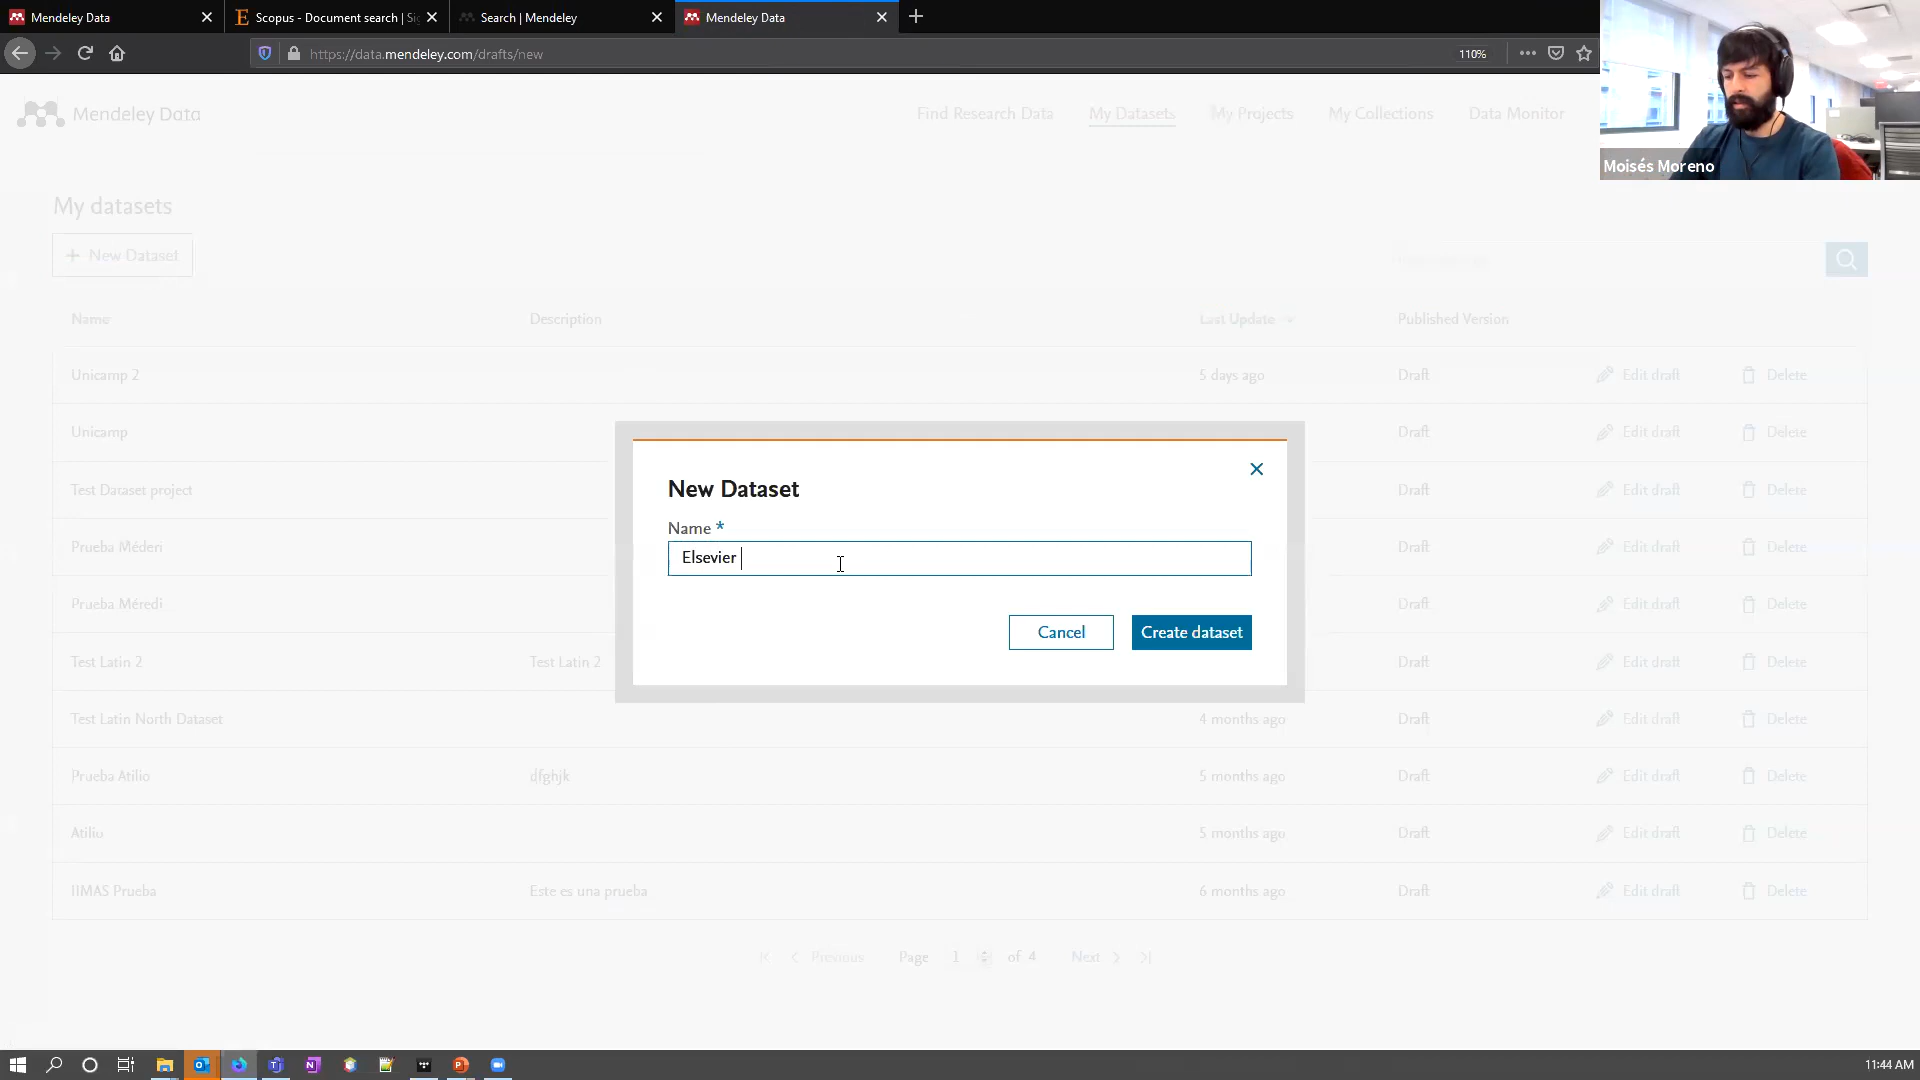 Mendeley Data
Scopus - Document search | Si
Search | Mendeley
Mendeley Data
https://data.mendeley.com/drafts/new
110%
Mendeley Data
Find Research Data
My Datasets
My Projects
My Collections
Data Monitor
Moisés Moreno
My datasets
+ New Dataset
Name
Description
Last Update
Published Version
Unicamp 2
5 days ago
Draft
Edit draft
Delete
Unicamp
Draft
Edit draft
Delete
Test Dataset project
Draft
Edit draft
Delete
Prueba Méderi
Draft
Edit draft
Delete
Prueba Méredi
Draft
Edit draft
Delete
Test Latin 2
Test Latin 2
Draft
Edit draft
Delete
Test Latin North Dataset
4 months ago
Draft
Edit draft
Delete
Prueba Atilio
dfghjk
5 months ago
Draft
Edit draft
Delete
Atilio
5 months ago
Draft
Edit draft
Delete
IIMAS Prueba
Este es una prueba
6 months ago
Draft
Edit draft
Delete
New Dataset
Name *
Elsevier
Cancel
Create dataset
Previous
Page 1 of 4
Next
11:44 AM